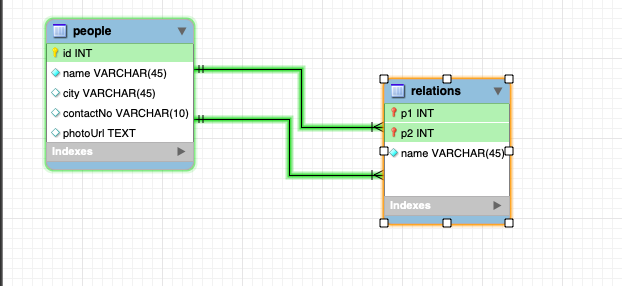 people
id INT
name VARCHAR(45)
city VARCHAR(45)
contactNo VARCHAR(10)
photoUrl TEXT
Indexes
relations
p1 INT
p2 INT
name VARCHAR(45)
Indexes